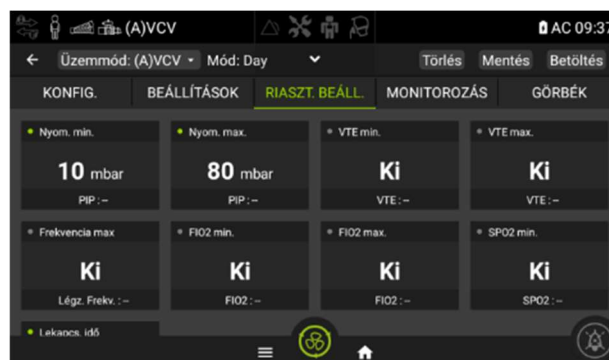 (A)VCV AC 09:37
Üzemmód: (A)VCV Mód: Day Törlés Mentés Betöltés
KONFIG. BEÁLLÍTÁSOK RIASZT. BEÁLL. MONITOROZÁS GÖRBÉK
Nyom. min. Nyom. max. VTE min. VTE max.
10 mbar 80 mbar Ki Ki
PIP :-- PIP :-- VTE :-- VTE :--
Frekvencia max FIO2 min. FIO2 max. SPO2 min.
Ki Ki Ki Ki
Légz. Frekv. :-- FIO2 :-- FIO2 :-- SPO2 :--
Lekapcs. idő